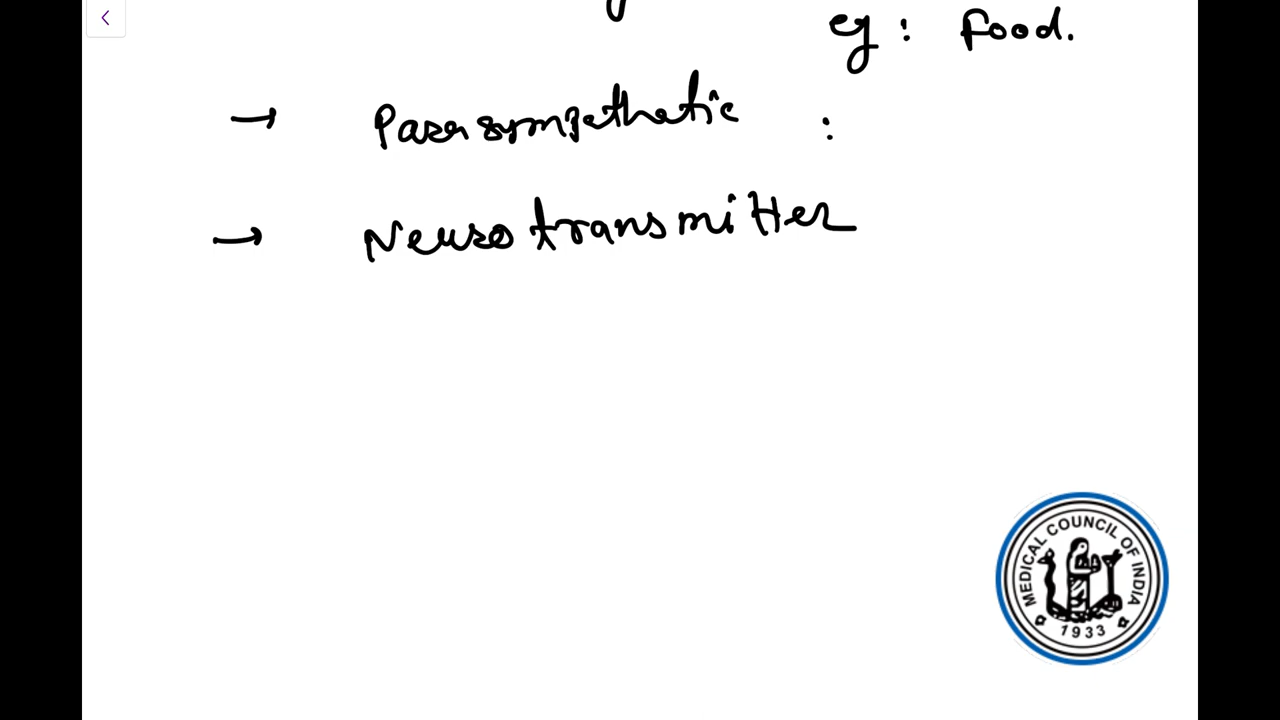 eg : Food.
→ Parasympathetic :
→ Neurotransmitter
MEDICAL COUNCIL OF INDIA
1933